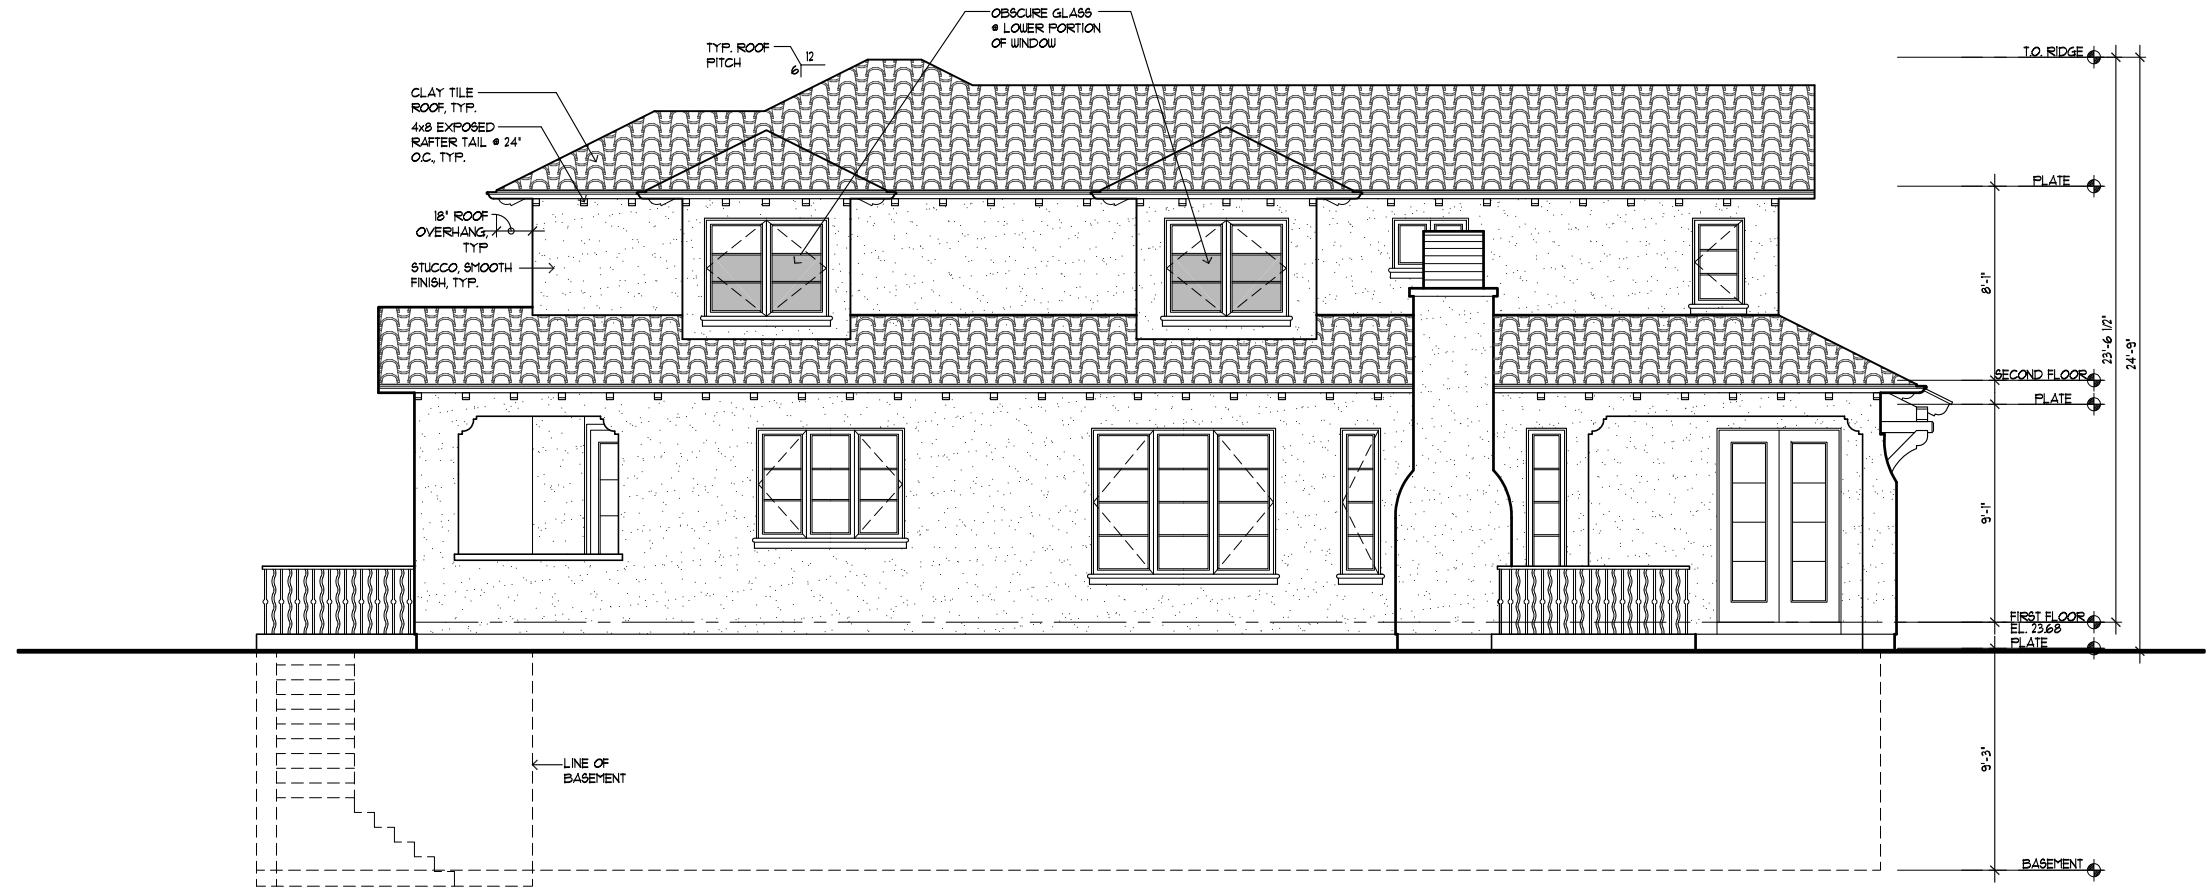 OBSCURE GLASS
@ LOWER PORTION
OF WINDOW
TYP. ROOF
PITCH
12
6
T.O. RIDGE
CLAY TILE
ROOF, TYP.
4x8 EXPOSED
RAFTER TAIL @ 24"
O.C., TYP.
PLATE
18" ROOF
OVERHANG,
TYP
STUCCO, SMOOTH
FINISH, TYP.
8'-1"
23'-6 1/2"
24'-9"
SECOND FLOOR
PLATE
9'-1"
FIRST FLOOR
EL. 23.68
PLATE
9'-3"
LINE OF
BASEMENT
BASEMENT